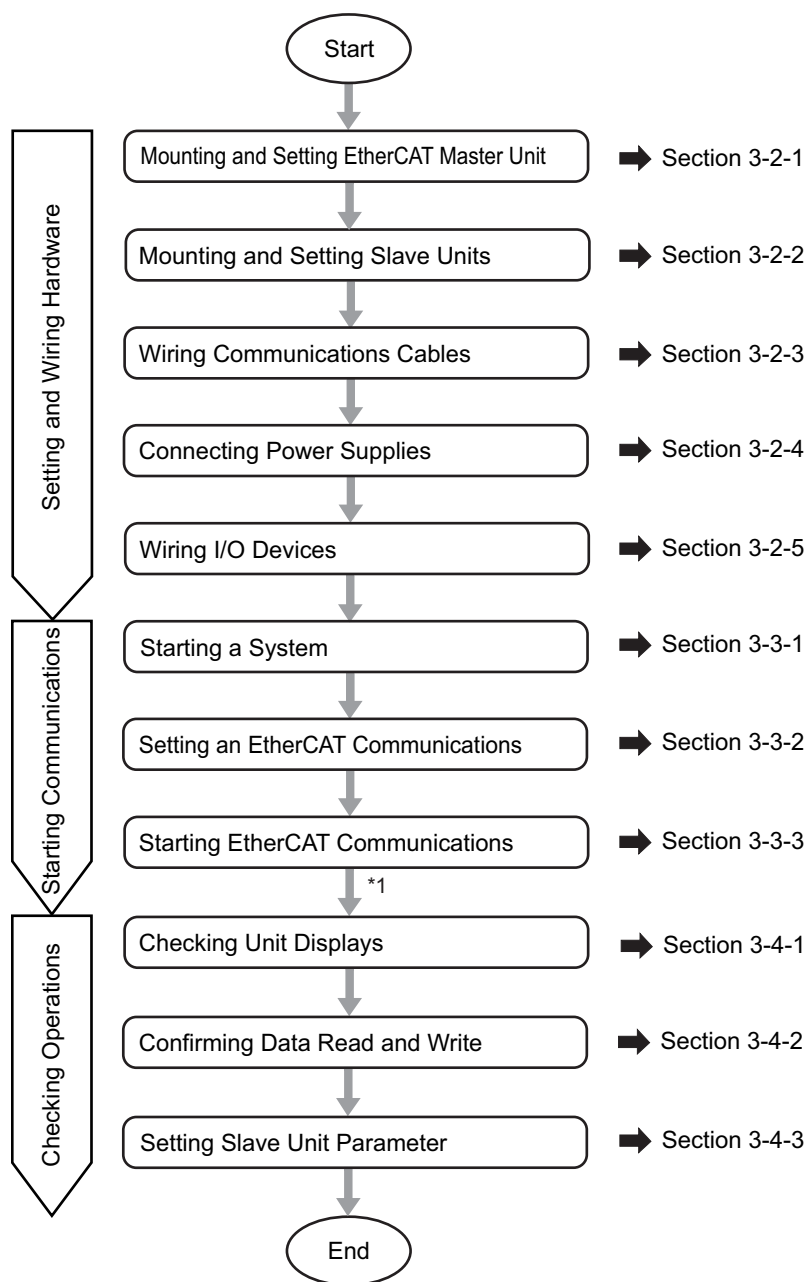 Start
Setting and Wiring Hardware
Mounting and Setting EtherCAT Master Unit
Section 3-2-1
Mounting and Setting Slave Units
Section 3-2-2
Wiring Communications Cables
Section 3-2-3
Connecting Power Supplies
Section 3-2-4
Wiring I/O Devices
Section 3-2-5
Starting Communications
Starting a System
Section 3-3-1
Setting an EtherCAT Communications
Section 3-3-2
Starting EtherCAT Communications
Section 3-3-3
*1
Checking Operations
Checking Unit Displays
Section 3-4-1
Confirming Data Read and Write
Section 3-4-2
Setting Slave Unit Parameter
Section 3-4-3
End